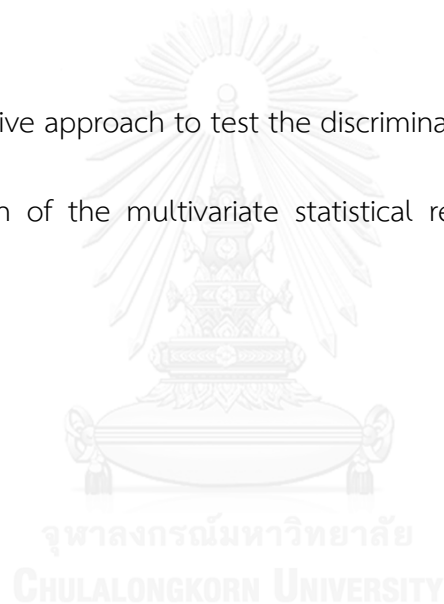 ive approach to test the discrimina
n of the multivariate statistical re
จุฬาลงกรณ์มหาวิทยาลัย
CHULALONGKORN UNIVERSITY